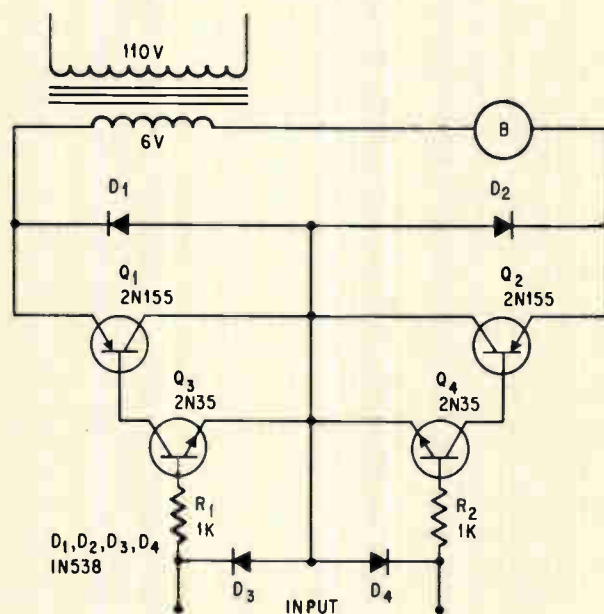 110V
6V
B
D1
D2
Q1
2N155
Q2
2N155
Q3
2N35
Q4
2N35
R1
1K
R2
1K
D1, D2, D3, D4
IN538
D3
D4
INPUT